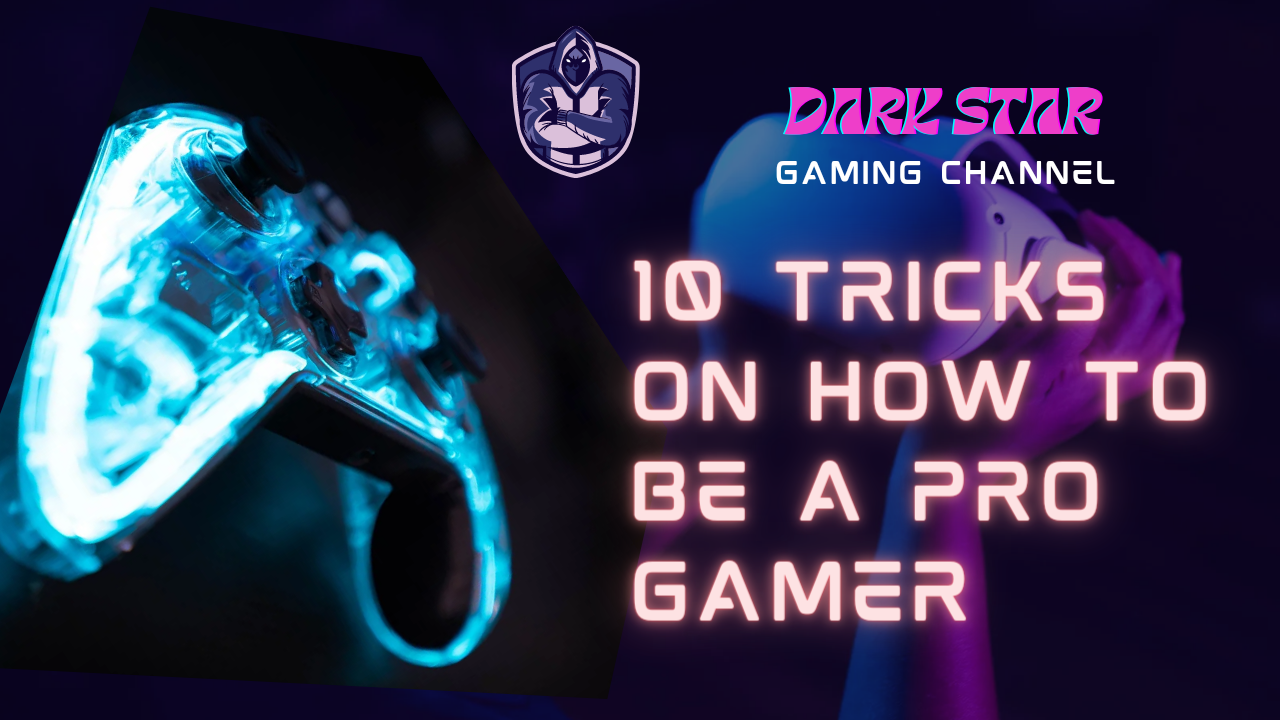 DARK STAR
GAMING CHANNEL
10 TRICKS
ON HOW TO
BE A PRO
GAMER